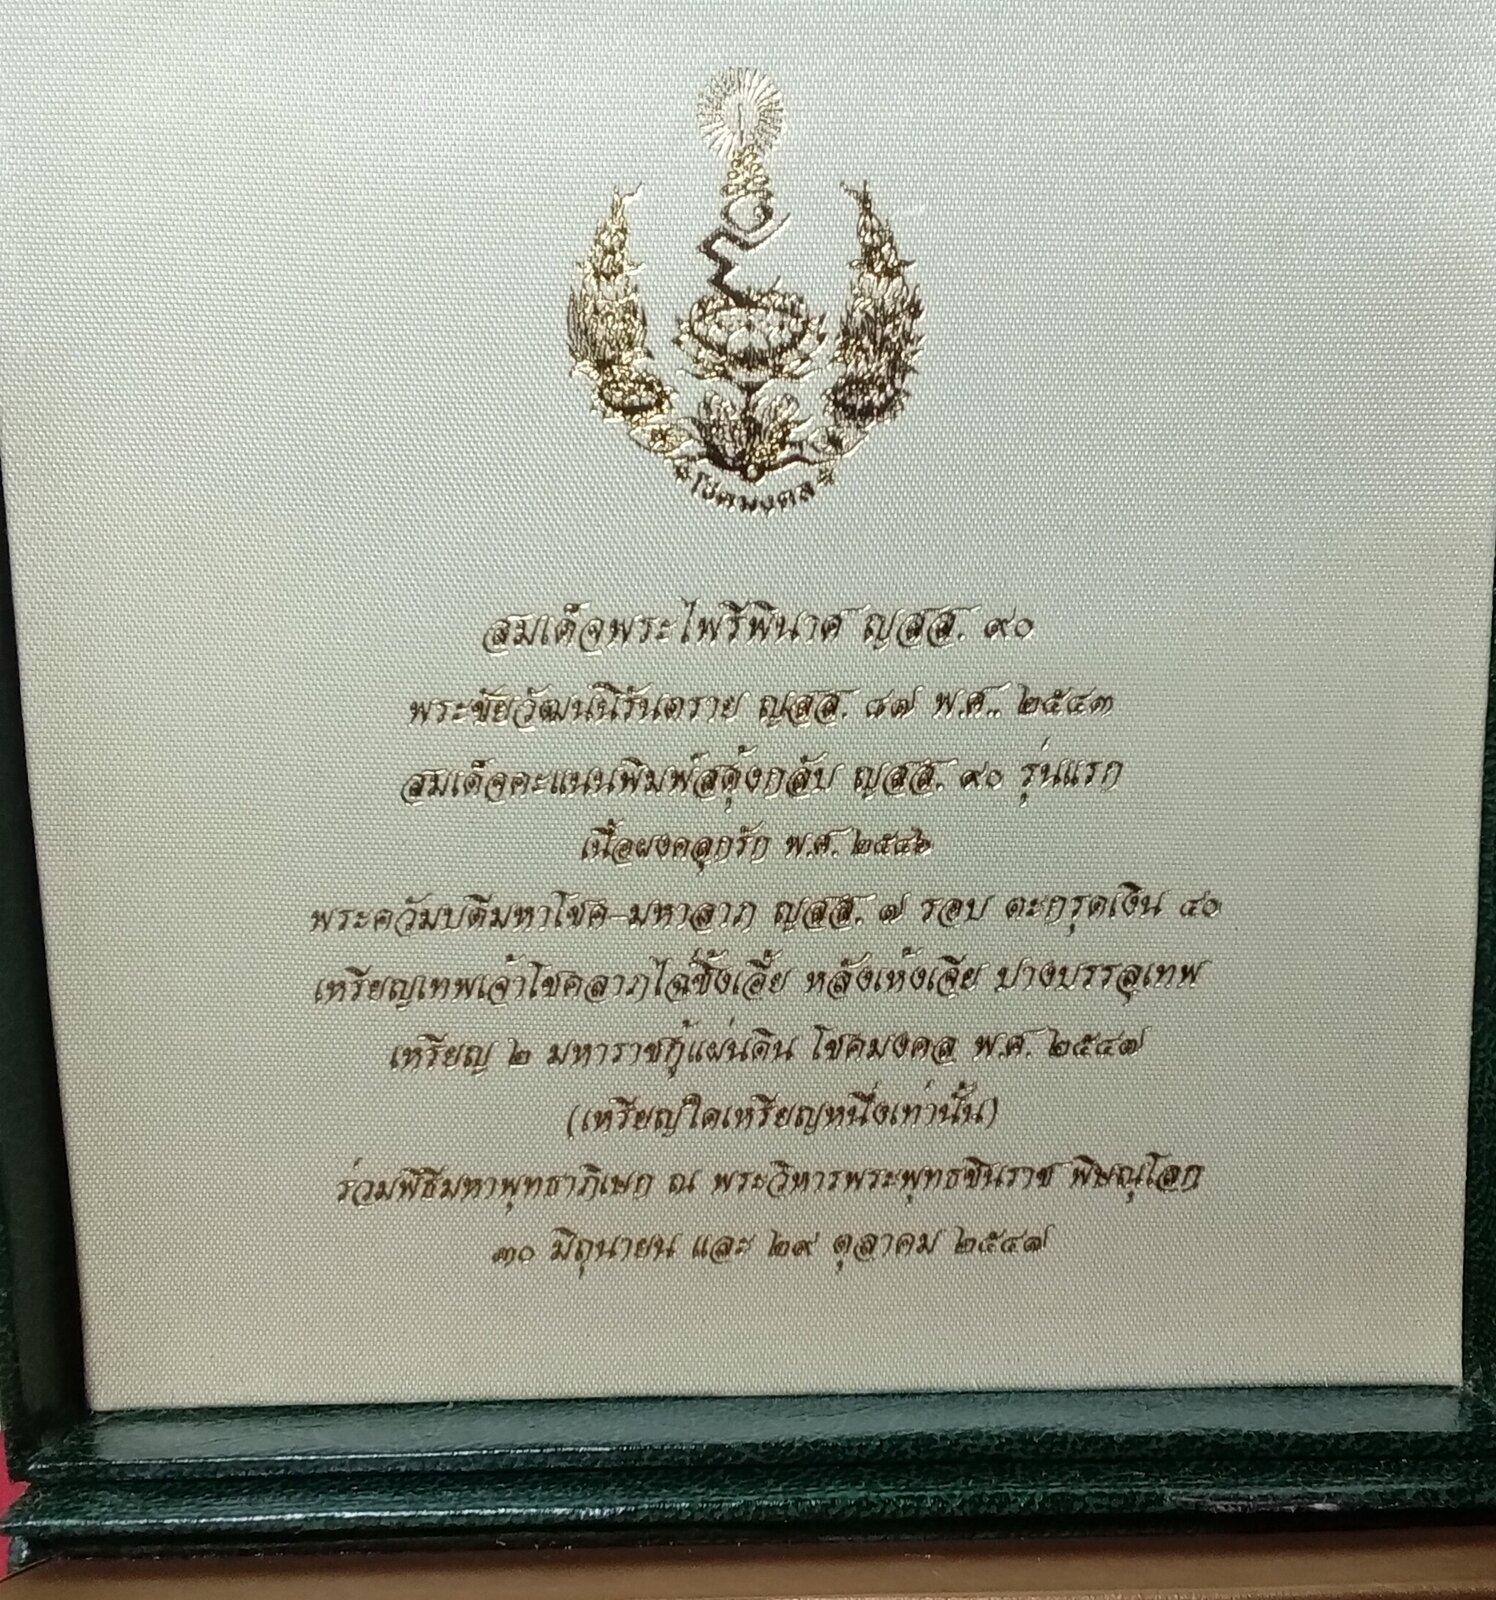 โชคมงคล
สมเด็จพระไพรีพินาศ ญสส. ๙๐
พระชัยวัฒน์นิรันตราย ญสส. ๘๗ พ.ศ.. ๒๕๔๓
สมเด็จคะแนนพิมพ์สดุ้งกลับ ญสส. ๙๐ รุ่นแรก
เนื้อผงคลุกรัก พ.ศ. ๒๕๔๖
พระควัมบดีมหาโชค-มหาลาภ ญสส. ๗ รอบ ตะกรุดเงิน ๔๐
เหรียญเทพเจ้าโชคลาภไฉ่ซิ้งเอี้ย หลังเห้งเจีย ปางบรรลุเทพ
เหรียญ ๒ มหาราชกู้แผ่นดิน โชคมงคล พ.ศ. ๒๕๔๗
(เหรียญใดเหรียญหนึ่งเท่านั้น)
ร่วมพิธีมหาพุทธาภิเษก ณ พระวิหารพระพุทธชินราช พิษณุโลก
๓๐ มิถุนายน และ ๒๙ ตุลาคม ๒๕๔๗